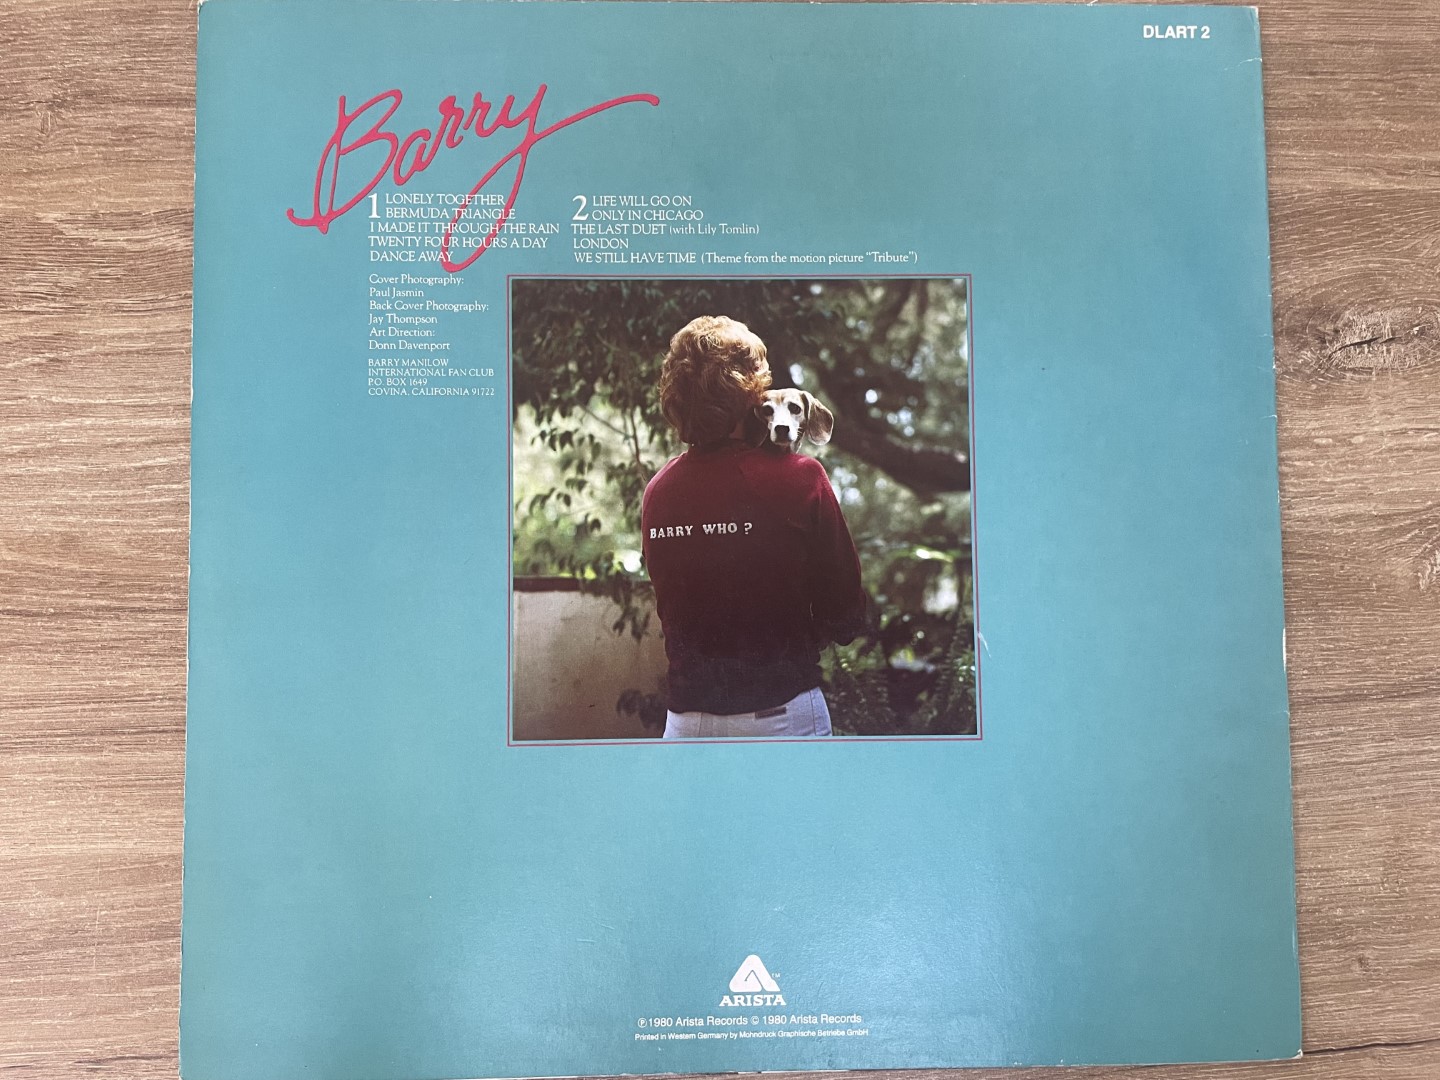 DLART 2
Barry
1 LONELY TOGETHER
BERMUDA TRIANGLE
I MADE IT THROUGH THE RAIN
TWENTY FOUR HOURS A DAY
DANCE AWAY
2 LIFE WILL GO ON
ONLY IN CHICAGO
THE LAST DUET (with Lily Tomlin)
LONDON
WE STILL HAVE TIME (Theme from the motion picture "Tribute")
Cover Photography:
Paul Jasmin
Back Cover Photography:
Jay Thompson
Art Direction:
Donn Davenport
BARRY MANILOW
INTERNATIONAL FAN CLUB
P.O. BOX 1649
COVINA, CALIFORNIA 91722
BARRY WHO?
TM
ARISTA
℗ 1980 Arista Records © 1980 Arista Records
Printed in Western Germany by Mohndruck Graphische Betriebe GmbH